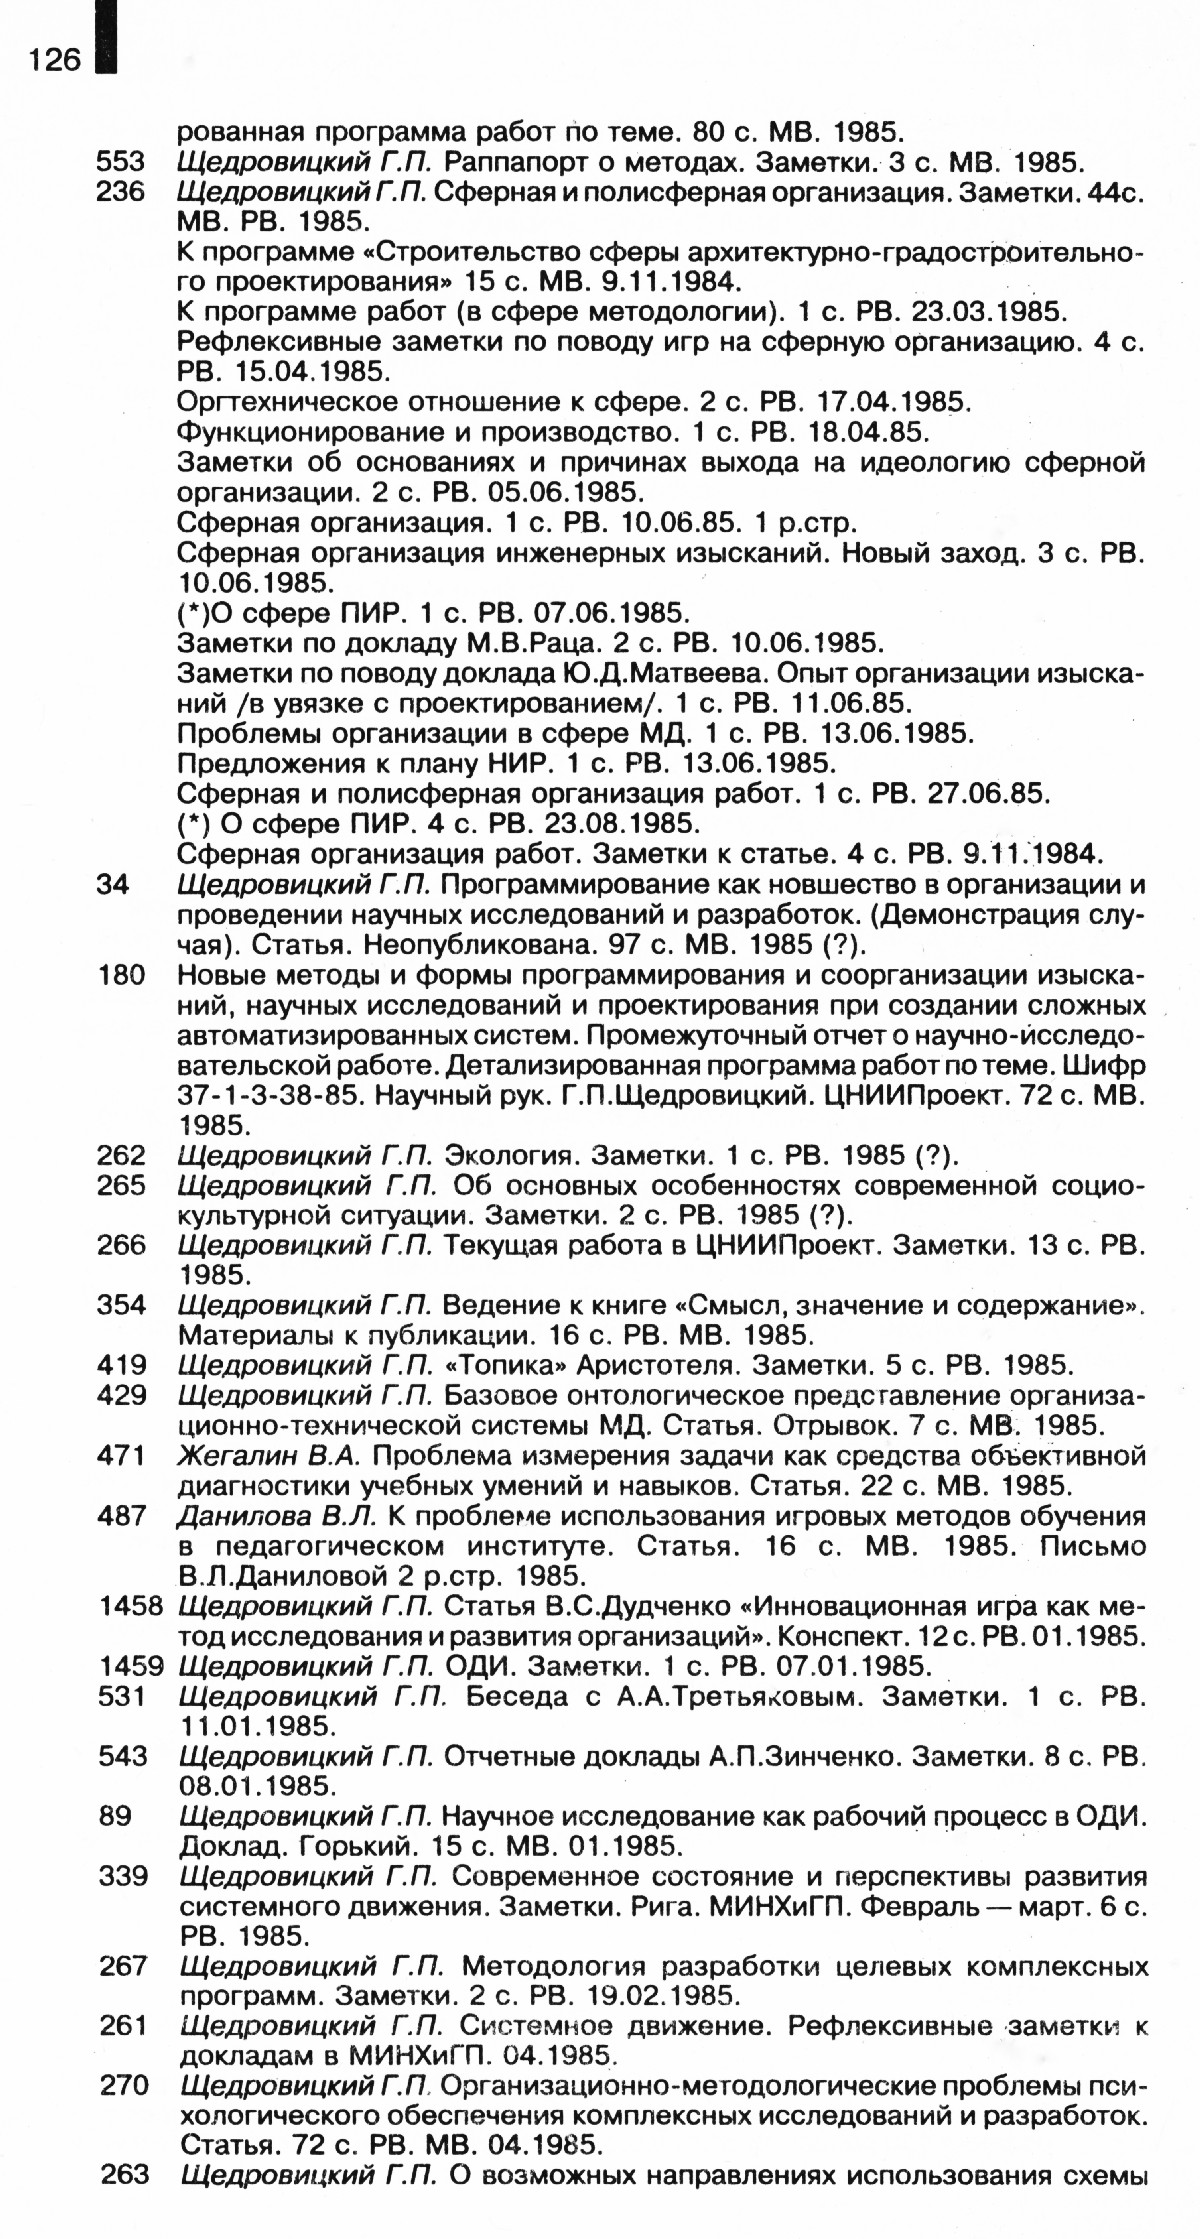 126
рованная программа работ по теме. 80 с. МВ. 1985.
553 Щедровицкий Г.П. Раппапорт о методах. Заметки. 3 с. МВ. 1985.
236 Щедровицкий Г.П. Сферная и полисферная организация. Заметки. 44с.
МВ. РВ. 1985.
К программе «Строительство сферы архитектурно-градостроительно-
го проектирования» 15 с. МВ. 9.11.1984.
К программе работ (в сфере методологии). 1 с. РВ. 23.03.1985.
Рефлексивные заметки по поводу игр на сферную организацию. 4 с.
РВ. 15.04.1985.
Оргтехническое отношение к сфере. 2 с. РВ. 17.04.1985.
Функционирование и производство. 1 с. РВ. 18.04.85.
Заметки об основаниях и причинах выхода на идеологию сферной
организации. 2 с. РВ. 05.06.1985.
Сферная организация. 1 с. РВ. 10.06.85. 1 р.стр.
Сферная организация инженерных изысканий. Новый заход. 3 с. РВ.
10.06.1985.
(*)О сфере ПИР. 1 с. РВ. 07.06.1985.
Заметки по докладу М.В.Раца. 2 с. РВ. 10.06.1985.
Заметки по поводу доклада Ю.Д.Матвеева. Опыт организации изыска-
ний /в увязке с проектированием/. 1 с. РВ. 11.06.85.
Проблемы организации в сфере МД. 1 с. РВ. 13.06.1985.
Предложения к плану НИР. 1 с. РВ. 13.06.1985.
Сферная и полисферная организация работ. 1 с. РВ. 27.06.85.
(*) О сфере ПИР. 4 с. РВ. 23.08.1985.
Сферная организация работ. Заметки к статье. 4 с. РВ. 9.11.1984.
34 Щедровицкий Г.П. Программирование как новшество в организации и
проведении научных исследований и разработок. (Демонстрация слу-
чая). Статья. Неопубликована. 97 с. МВ. 1985 (?).
180 Новые методы и формы программирования и соорганизации изыска-
ний, научных исследований и проектирования при создании сложных
автоматизированных систем. Промежуточный отчет о научно-исследо-
вательской работе. Детализированная программа работ по теме. Шифр
37-1-3-38-85. Научный рук. Г.П.Щедровицкий. ЦНИИПроект. 72 с. МВ.
1985.
262 Щедровицкий Г.П. Экология. Заметки. 1 с. РВ. 1985 (?).
265 Щедровицкий Г.П. Об основных особенностях современной социо-
культурной ситуации. Заметки. 2 с. РВ. 1985 (?).
266 Щедровицкий Г.П. Текущая работа в ЦНИИПроект. Заметки. 13 с. РВ.
1985.
354 Щедровицкий Г.П. Ведение к книге «Смысл, значение и содержание».
Материалы к публикации. 16 с. РВ. МВ. 1985.
419 Щедровицкий Г.П. «Топика» Аристотеля. Заметки. 5 с. РВ. 1985.
429 Щедровицкий Г.П. Базовое онтологическое представление организа-
ционно-технической системы МД. Статья. Отрывок. 7 с. МВ. 1985.
471 Жегалин В.А. Проблема измерения задачи как средства объективной
диагностики учебных умений и навыков. Статья. 22 с. МВ. 1985.
487 Данилова В.Л. К проблеме использования игровых методов обучения
в педагогическом институте. Статья. 16 с. МВ. 1985. Письмо
В.Л.Даниловой 2 р.стр. 1985.
1458 Щедровицкий Г.П. Статья В.С.Дудченко «Инновационная игра как ме-
тод исследования и развития организаций». Конспект. 12 с. РВ. 01.1985.
1459 Щедровицкий Г.П. ОДИ. Заметки. 1 с. РВ. 07.01.1985.
531 Щедровицкий Г.П. Беседа с А.А.Третьяковым. Заметки. 1 с. РВ.
11.01.1985.
543 Щедровицкий Г.П. Отчетные доклады А.П.Зинченко. Заметки. 8 с. РВ.
08.01.1985.
89 Щедровицкий Г.П. Научное исследование как рабочий процесс в ОДИ.
Доклад. Горький. 15 с. МВ. 01.1985.
339 Щедровицкий Г.П. Современное состояние и перспективы развития
системного движения. Заметки. Рига. МИНХиГП. Февраль — март. 6 с.
РВ. 1985.
267 Щедровицкий Г.П. Методология разработки целевых комплексных
программ. Заметки. 2 с. РВ. 19.02.1985.
261 Щедровицкий Г.П. Системное движение. Рефлексивные заметки к
докладам в МИНХиГП. 04.1985.
270 Щедровицкий Г.П. Организационно-методологические проблемы пси-
хологического обеспечения комплексных исследований и разработок.
Статья. 72 с. РВ. МВ. 04.1985.
263 Щедровицкий Г.П. О возможных направлениях использования схемы